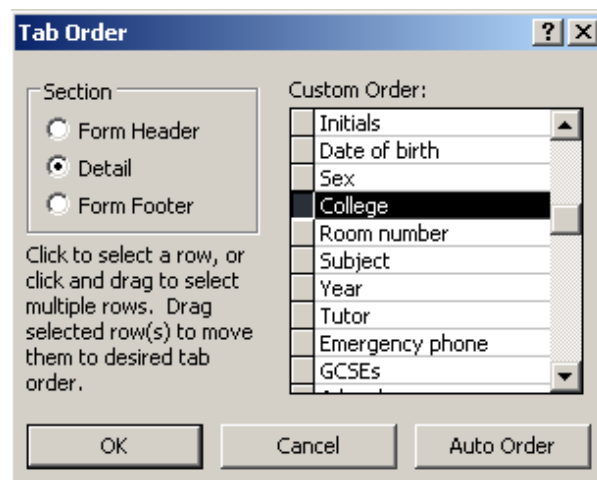 Tab Order
Section
Form Header
Detail
Form Footer
Click to select a row, or
click and drag to select
multiple rows. Drag
selected row(s) to move
them to desired tab
order.
Custom Order:
Initials
Date of birth
Sex
College
Room number
Subject
Year
Tutor
Emergency phone
GCSEs
OK
Cancel
Auto Order